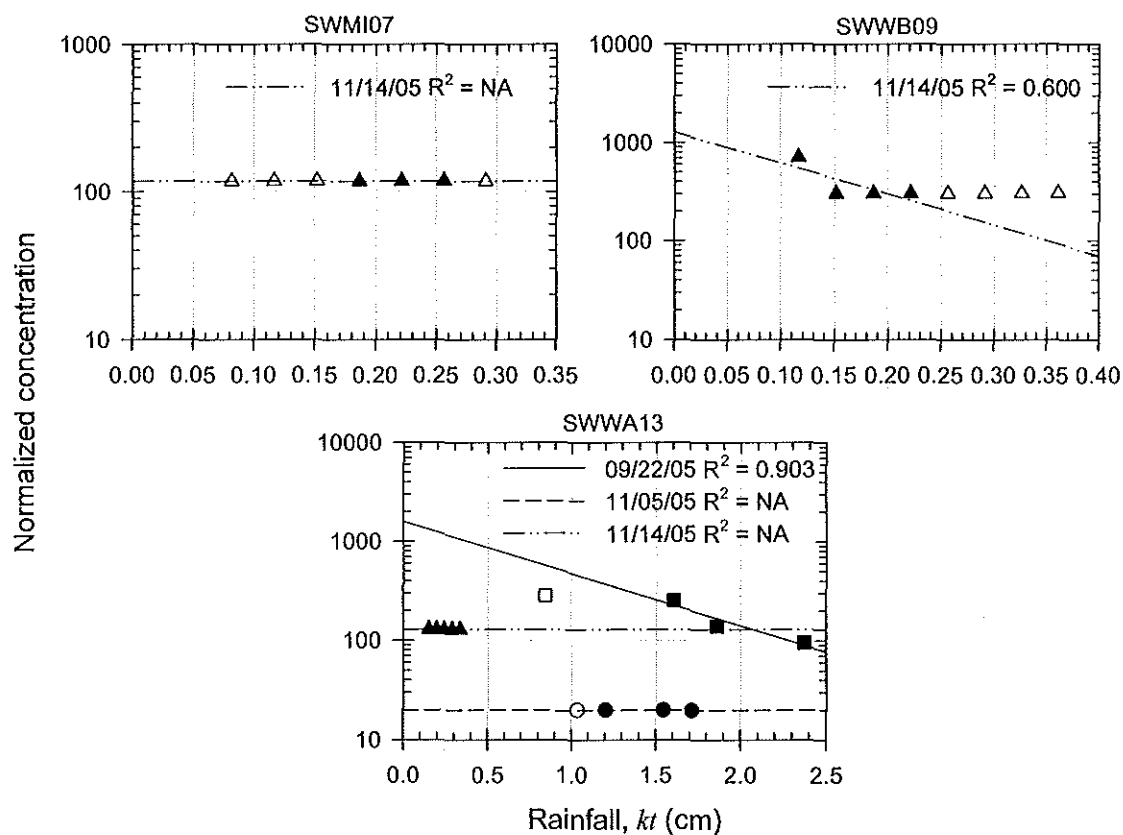 SWMI07
1000
100
10
11/14/05 R² = NA
0.00 0.05 0.10 0.15 0.20 0.25 0.30 0.35
SWWB09
10000
1000
100
10
11/14/05 R² = 0.600
0.00 0.05 0.10 0.15 0.20 0.25 0.30 0.35 0.40
Normalized concentration
SWWA13
10000
1000
100
10
09/22/05 R² = 0.903
11/05/05 R² = NA
11/14/05 R² = NA
0.0 0.5 1.0 1.5 2.0 2.5
Rainfall, kt (cm)